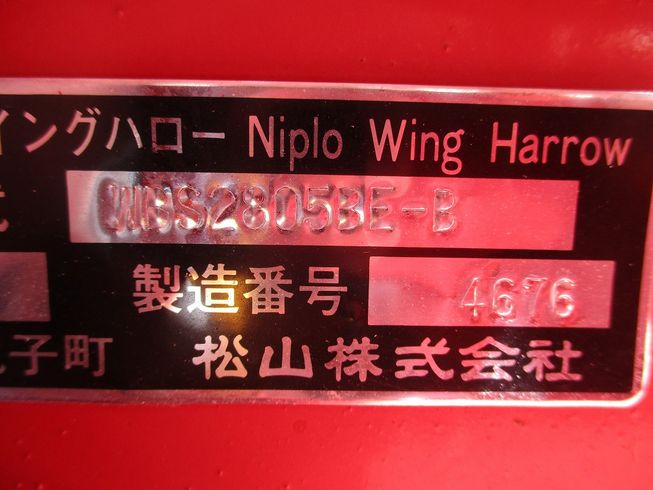 イングハロー Niplo Wing Harrow
式 WBS2805BE-B
製造番号 4676
子町 松山株式会社